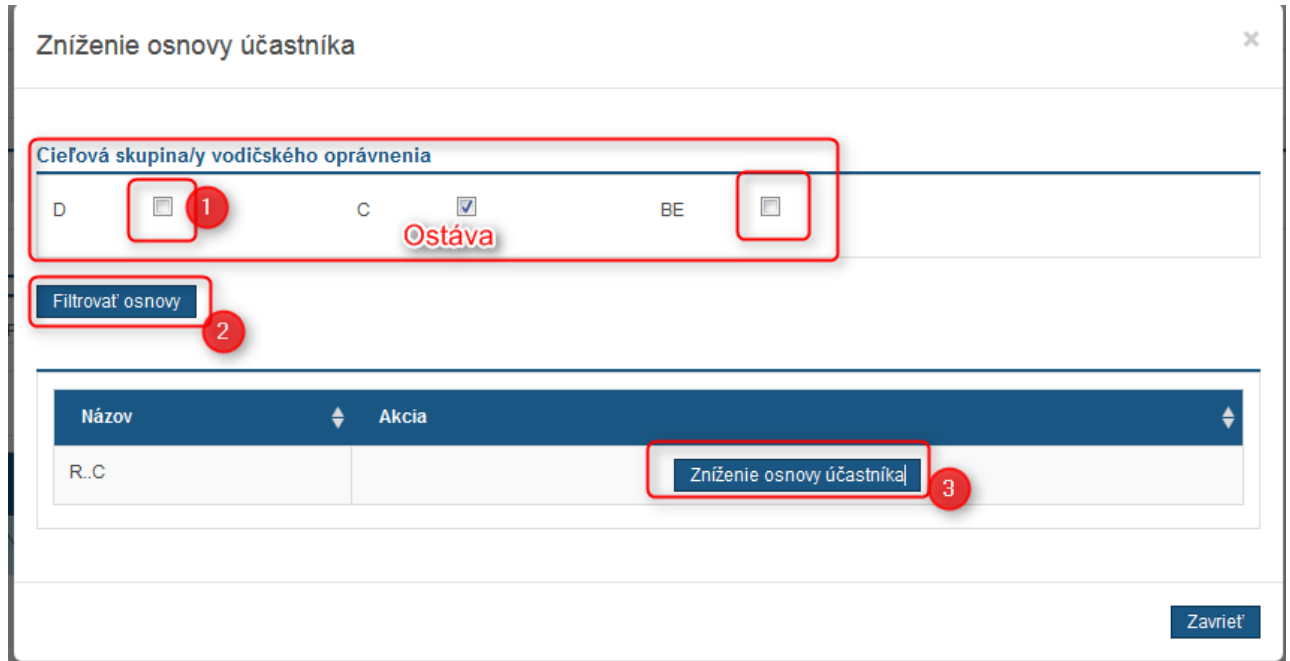 Zníženie osnovy účastníka ×
Cieľová skupina/y vodičského oprávnenia
D 1 C BE
Ostáva
Filtrovať osnovy
2
Názov Akcia
R..C Zníženie osnovy účastníka 3
Zavrieť